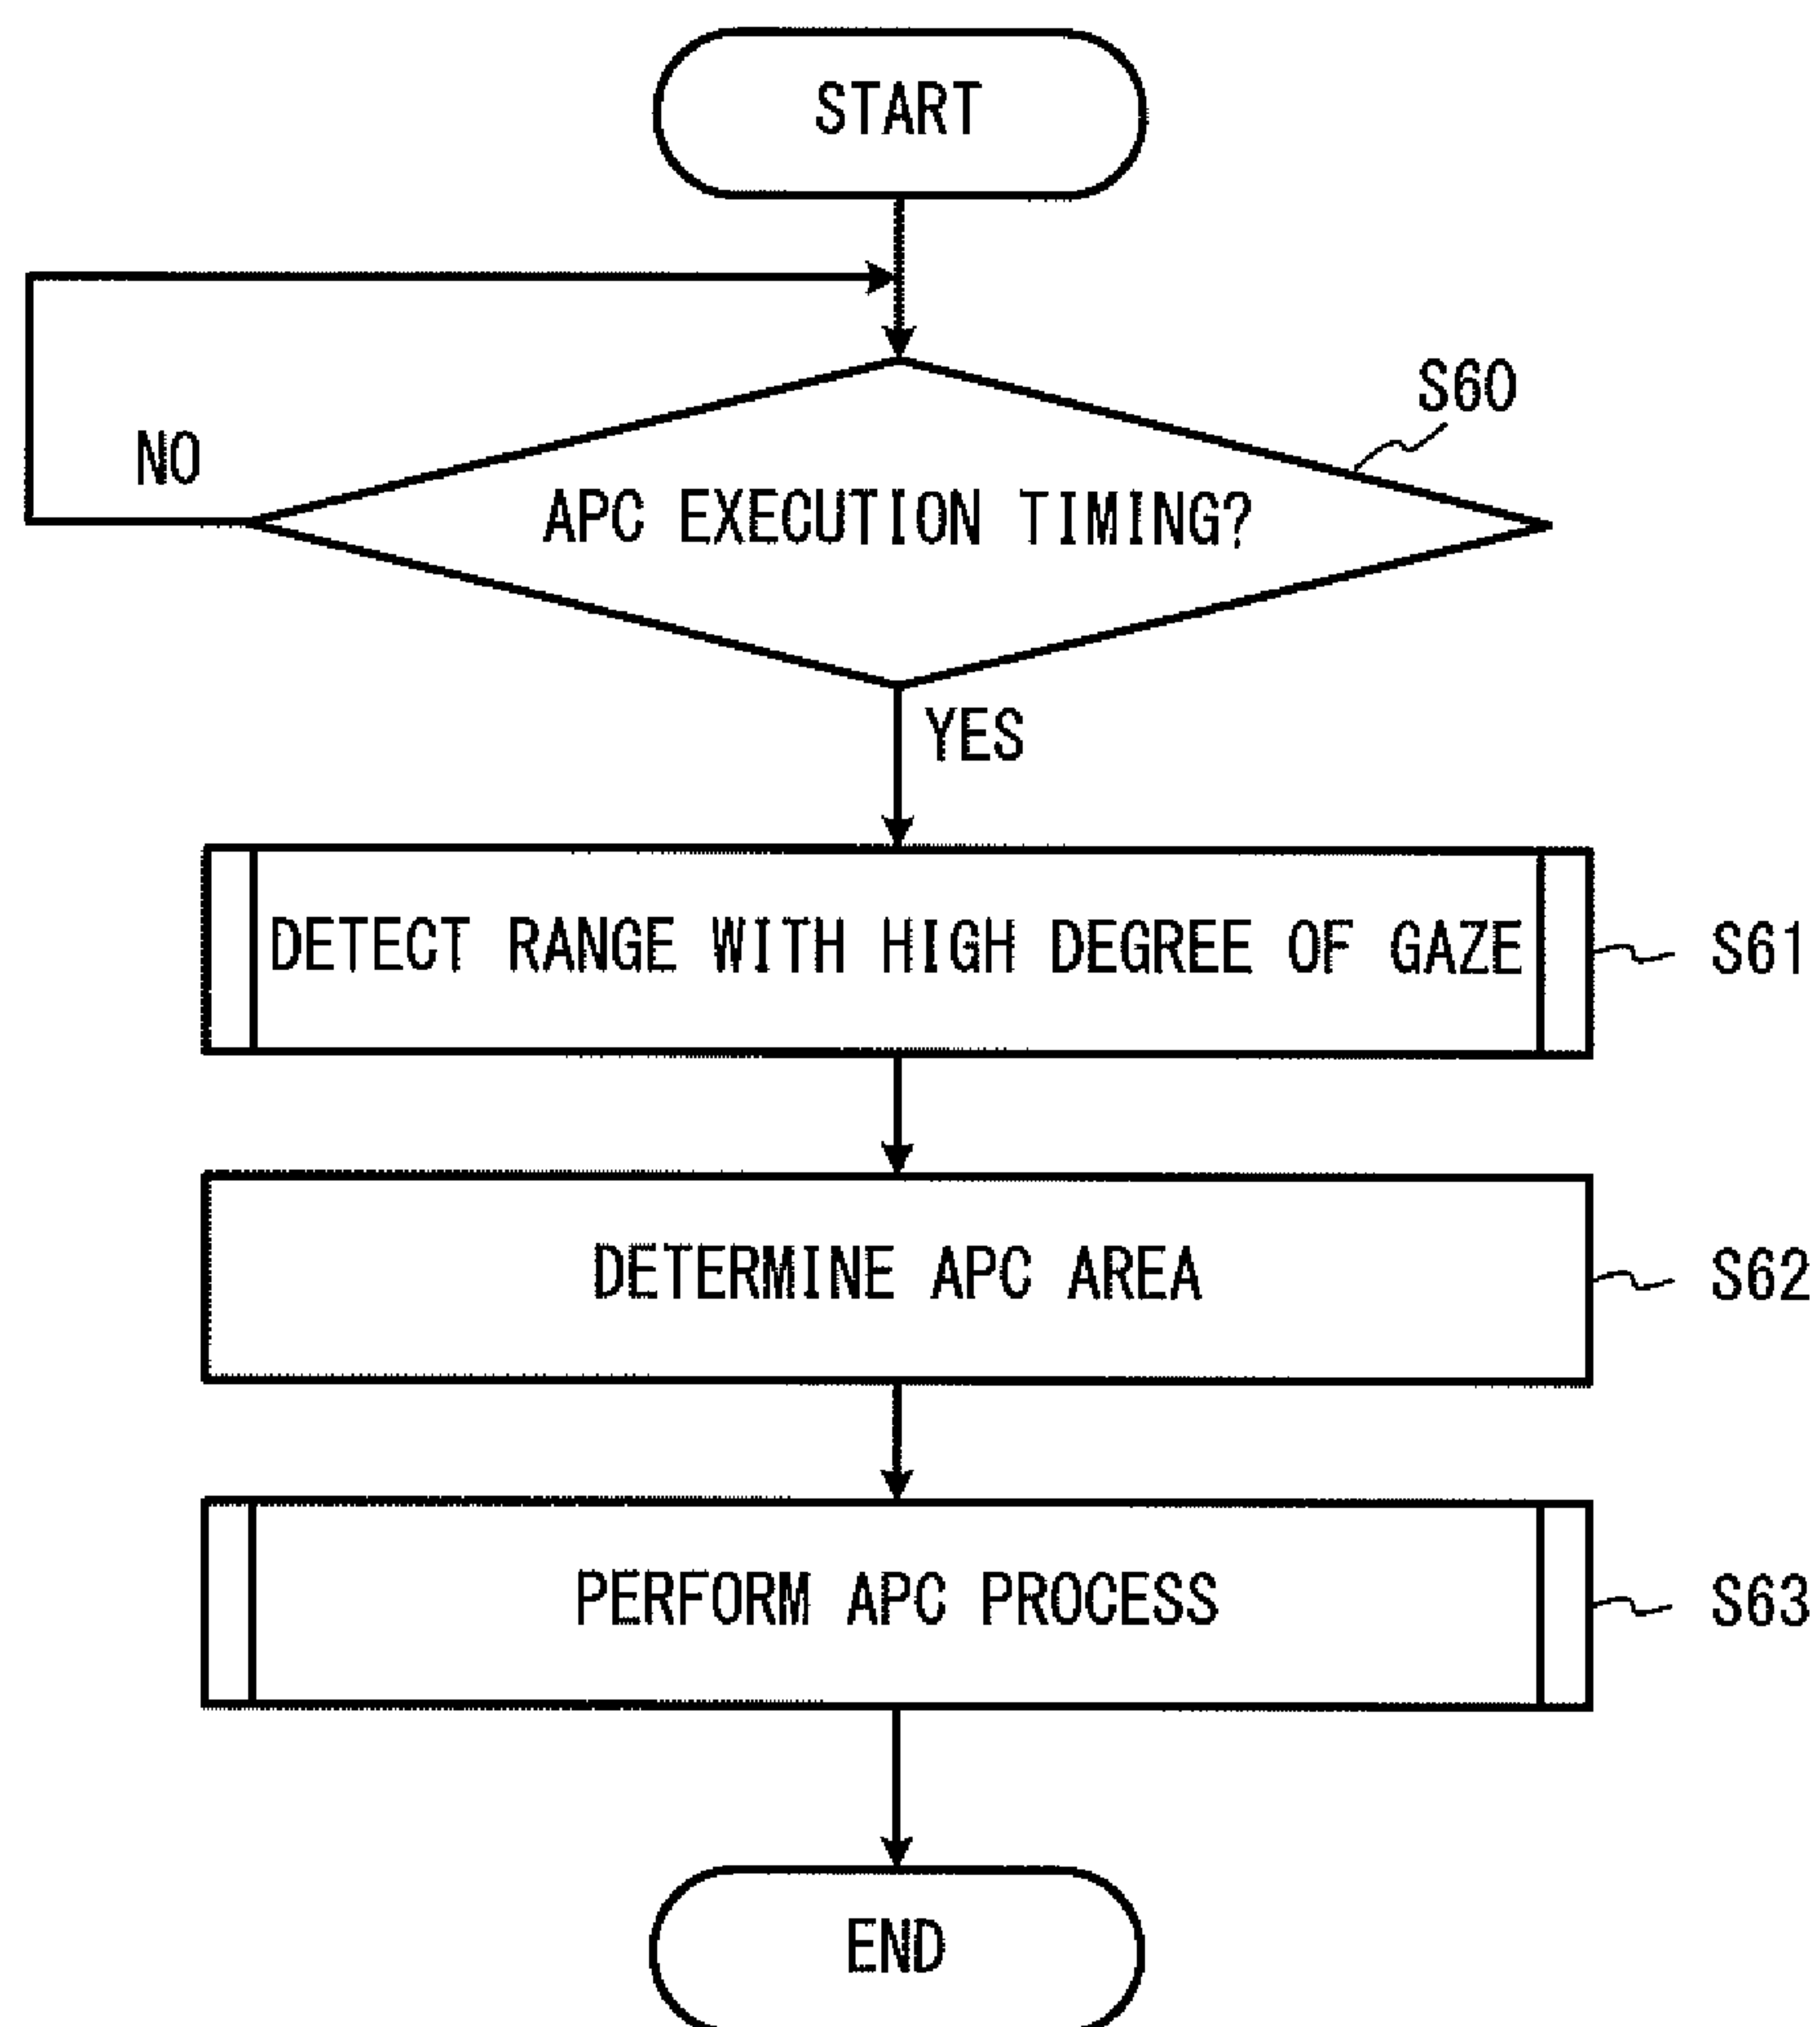 START
S60
NO
APC EXECUTION TIMING?
YES
DETECT RANGE WITH HIGH DEGREE OF GAZE
S61
DETERMINE APC AREA
S62
PERFORM APC PROCESS
S63
END